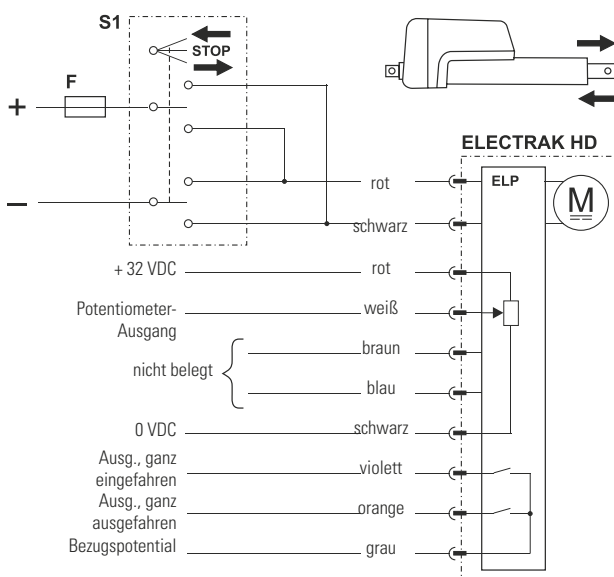 S1
STOP
F
+
–
ELECTRAK HD
ELP
M
rot
schwarz
+ 32 VDC
rot
Potentiometer-
Ausgang
weiß
nicht belegt
braun
blau
0 VDC
schwarz
Ausg., ganz
eingefahren
violett
Ausg., ganz
ausgefahren
orange
Bezugspotential
grau